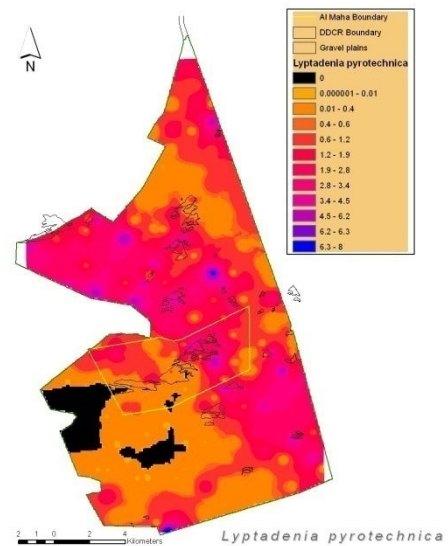 N
Al Maha Boundary
DDCR Boundary
Gravel plains
Lyptadenia pyrotechnica
0
0.000001 - 0.01
0.01 - 0.4
0.4 - 0.6
0.6 - 1.2
1.2 - 1.9
1.9 - 2.8
2.8 - 3.4
3.4 - 4.5
4.5 - 6.2
6.2 - 6.3
6.3 - 8
2 1 0 2 4
Kilometers
Lyptadenia pyrotechnica